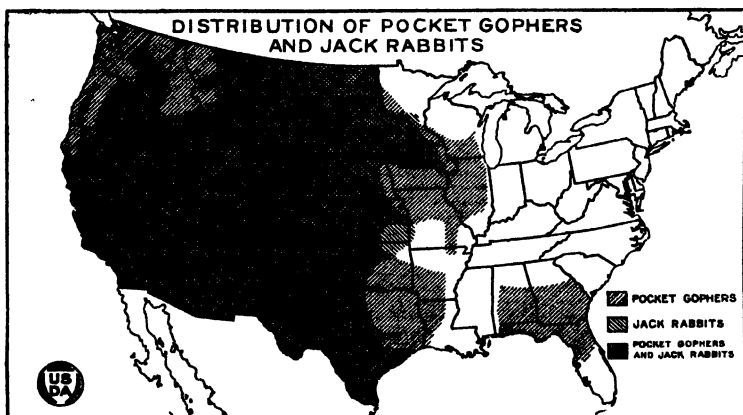 DISTRIBUTION OF POCKET GOPHERS
AND JACK RABBITS
POCKET GOPHERS
JACK RABBITS
POCKET GOPHERS
AND JACK RABBITS
US
DA